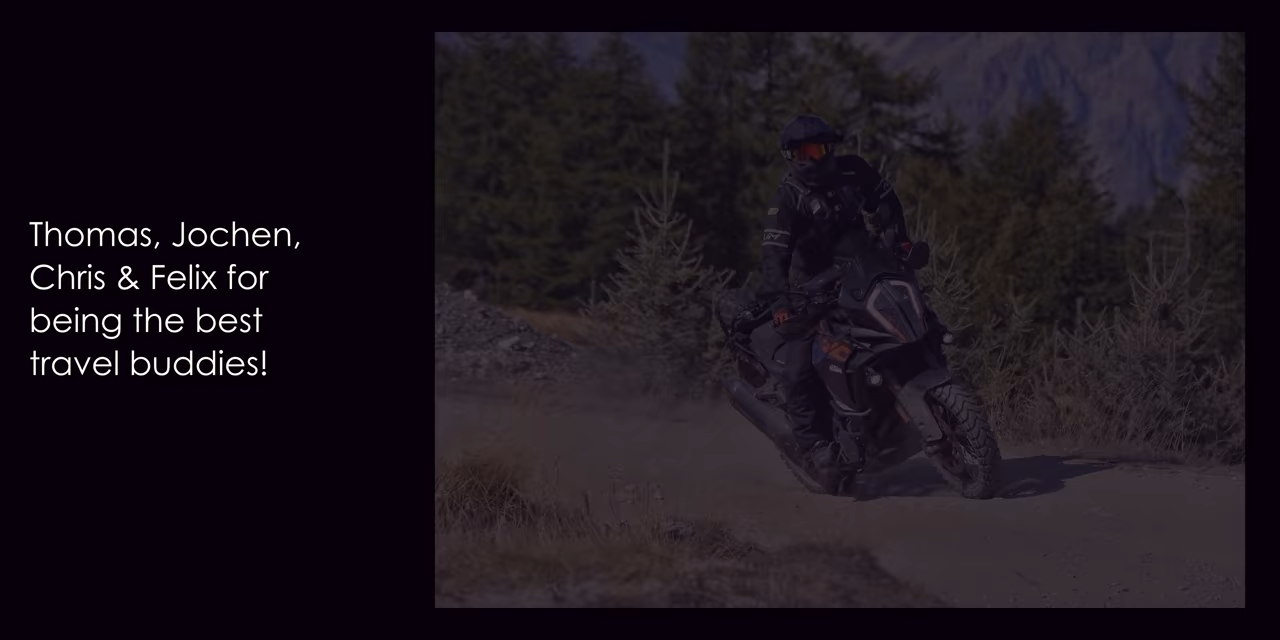 Thomas, Jochen,
Chris & Felix for
being the best
travel buddies!